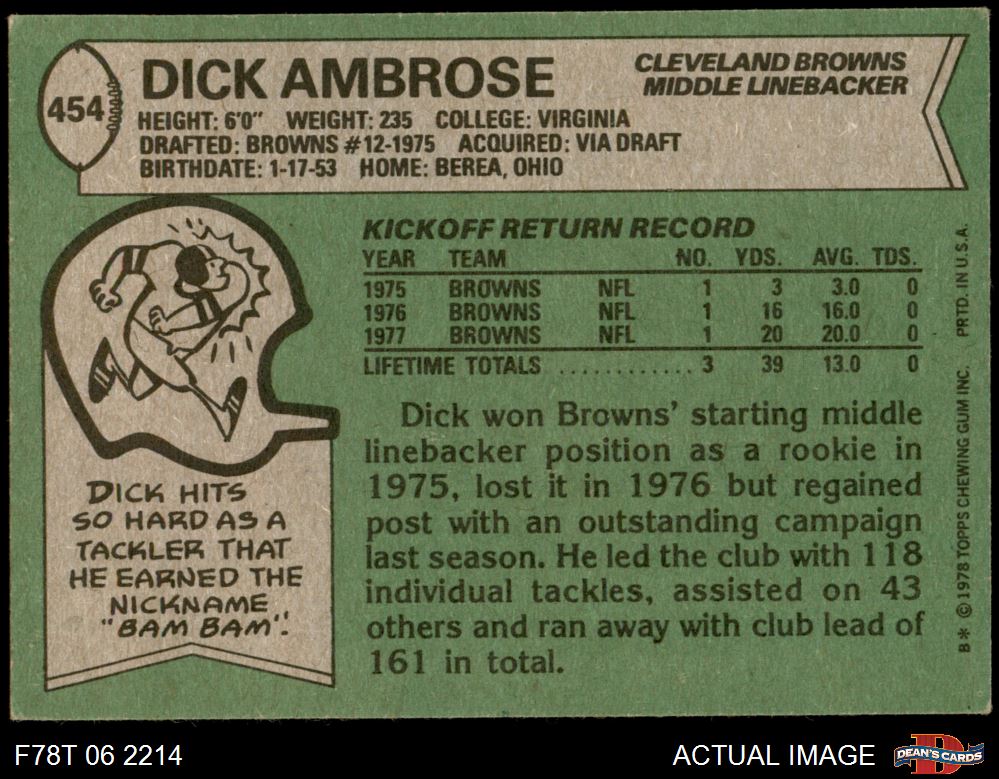 454
DICK AMBROSE
CLEVELAND BROWNS
MIDDLE LINEBACKER
HEIGHT: 6'0" WEIGHT: 235 COLLEGE: VIRGINIA
DRAFTED: BROWNS #12-1975 ACQUIRED: VIA DRAFT
BIRTHDATE: 1-17-53 HOME: BEREA, OHIO
KICKOFF RETURN RECORD
YEAR TEAM NO. YDS. AVG. TDS.
1975 BROWNS NFL 1 3 3.0 0
1976 BROWNS NFL 1 16 16.0 0
1977 BROWNS NFL 1 20 20.0 0
LIFETIME TOTALS ............ 3 39 13.0 0
Dick won Browns' starting middle
linebacker position as a rookie in
1975, lost it in 1976 but regained
post with an outstanding campaign
last season. He led the club with 118
individual tackles, assisted on 43
others and ran away with club lead of
161 in total.
DICK HITS
SO HARD AS A
TACKLER THAT
HE EARNED THE
NICKNAME
"BAM BAM".
B* © 1978 TOPPS CHEWING GUM INC. PRTD. IN U.S.A.
F78T 06 2214
ACTUAL IMAGE
D
DEAN'S CARDS